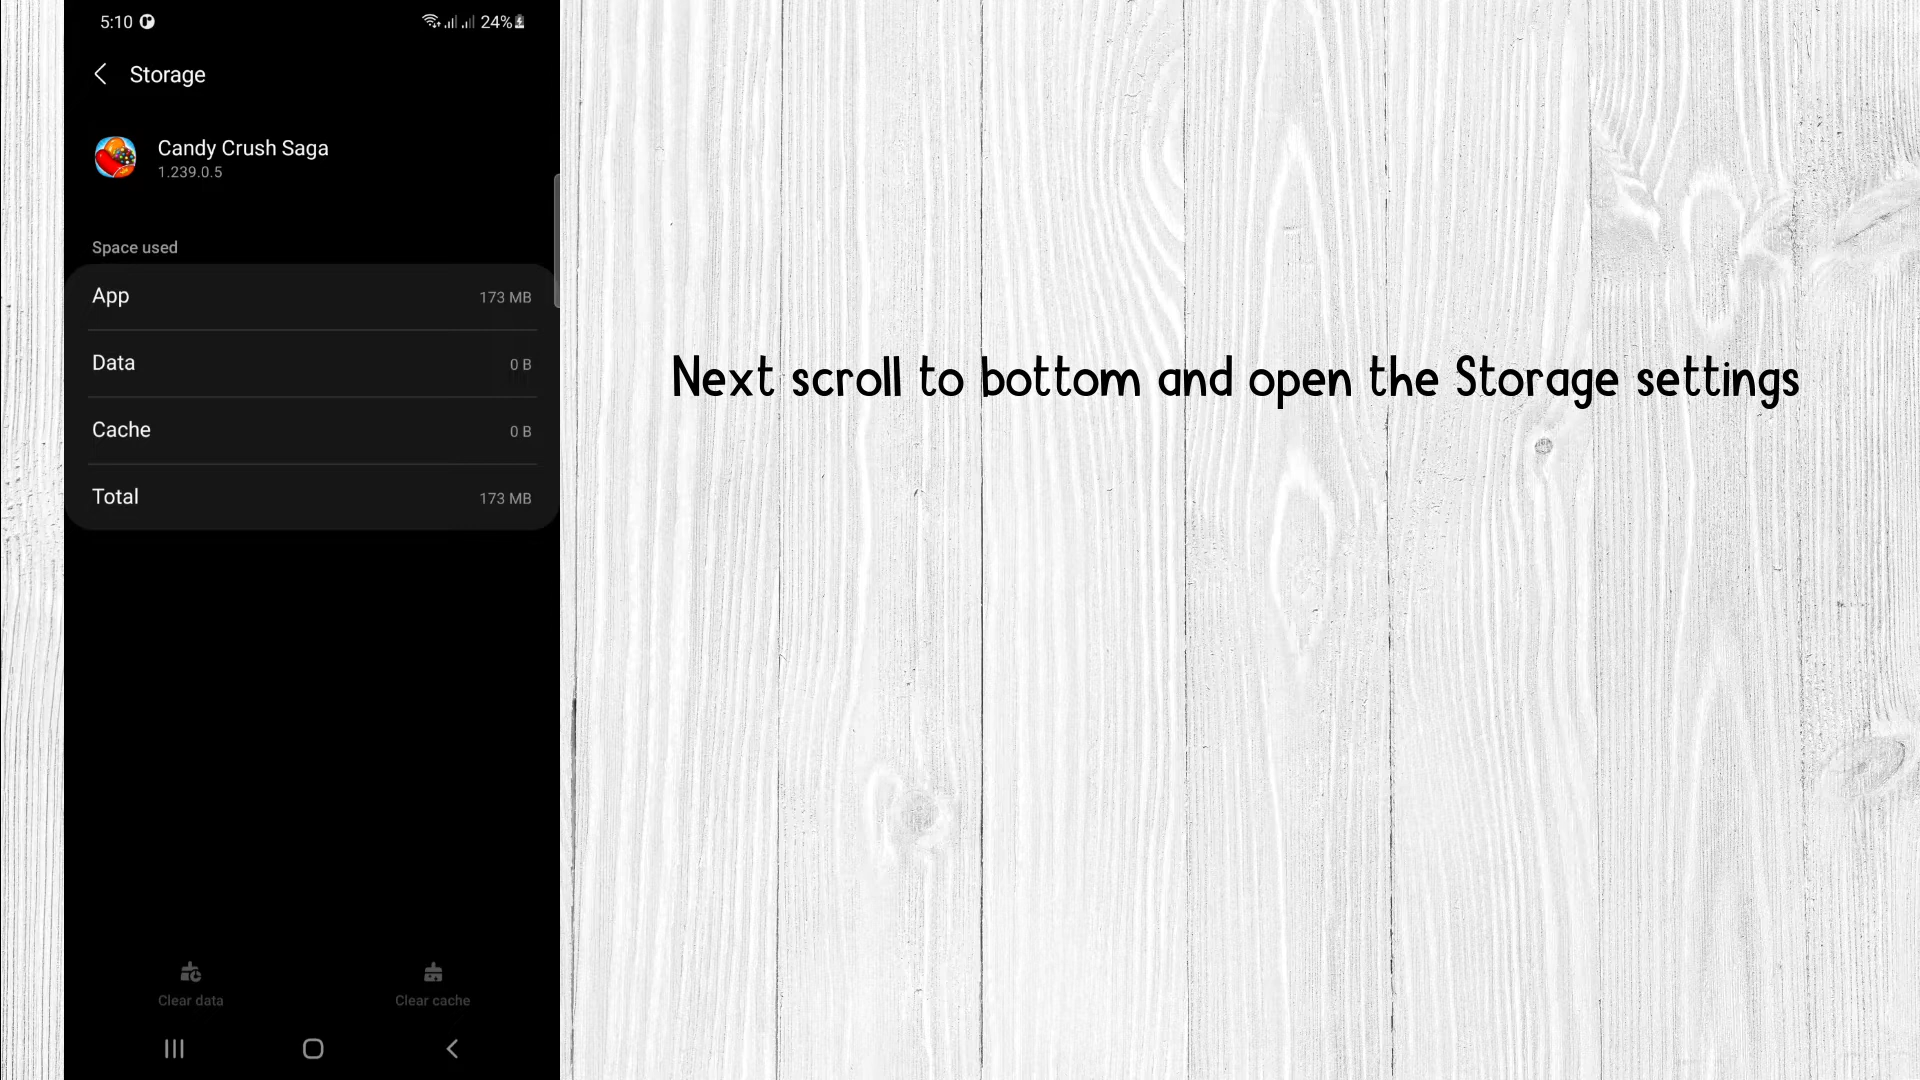 5:10
24%
Storage
Candy Crush Saga
1.239.0.5
Space used
App 173 MB
Data 0 B
Cache 0 B
Total 173 MB
Clear data
Clear cache
Next scroll to bottom and open the Storage settings